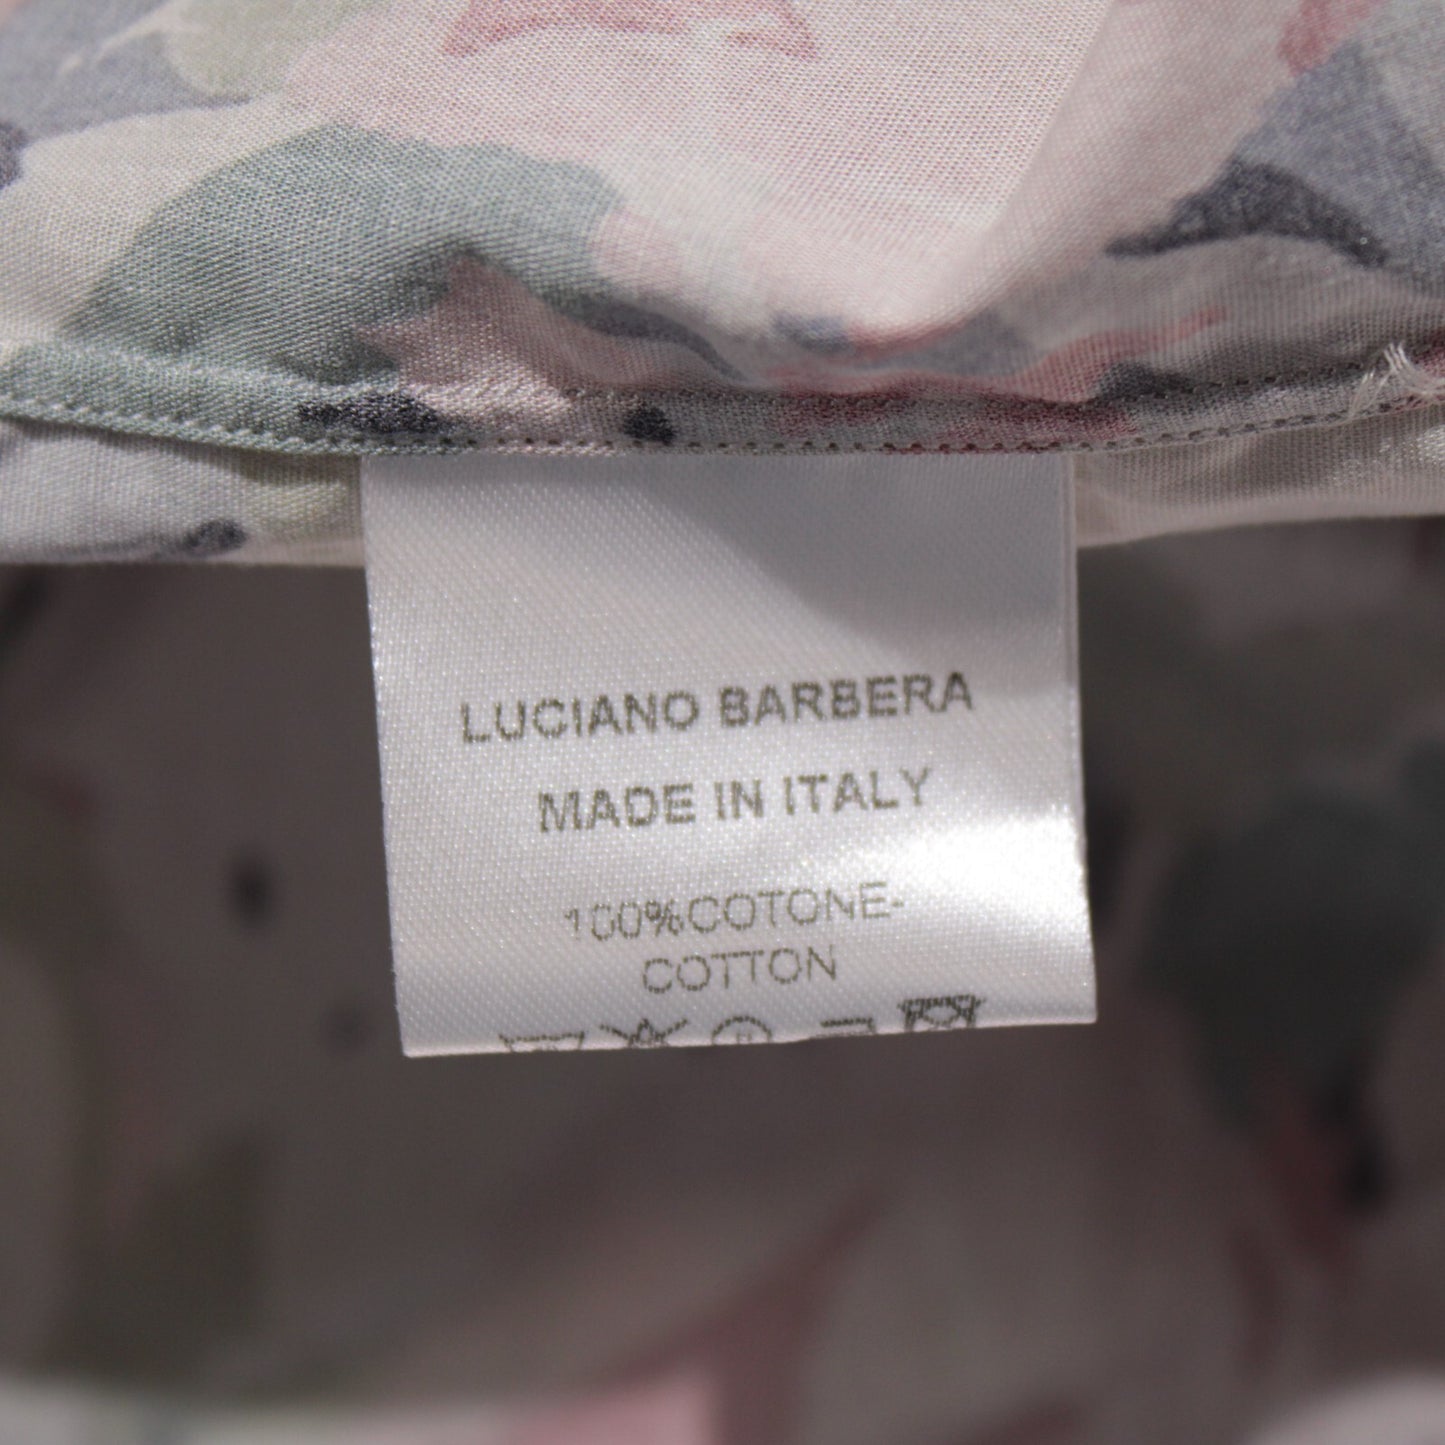 LUCIANO BARBERA
MADE IN ITALY
100%COTONE-
COTTON